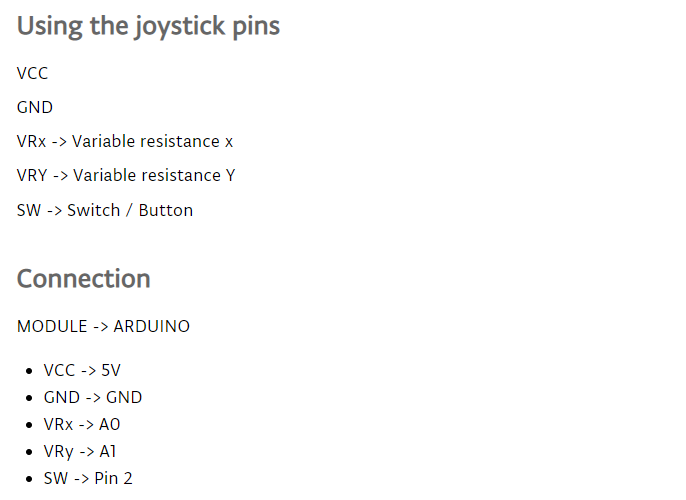 Using the joystick pins
VCC
GND
VRx -> Variable resistance x
VRY -> Variable resistance Y
SW -> Switch / Button
Connection
MODULE -> ARDUINO
• VCC -> 5V
• GND -> GND
• VRx -> A0
• VRy -> A1
• SW -> Pin 2